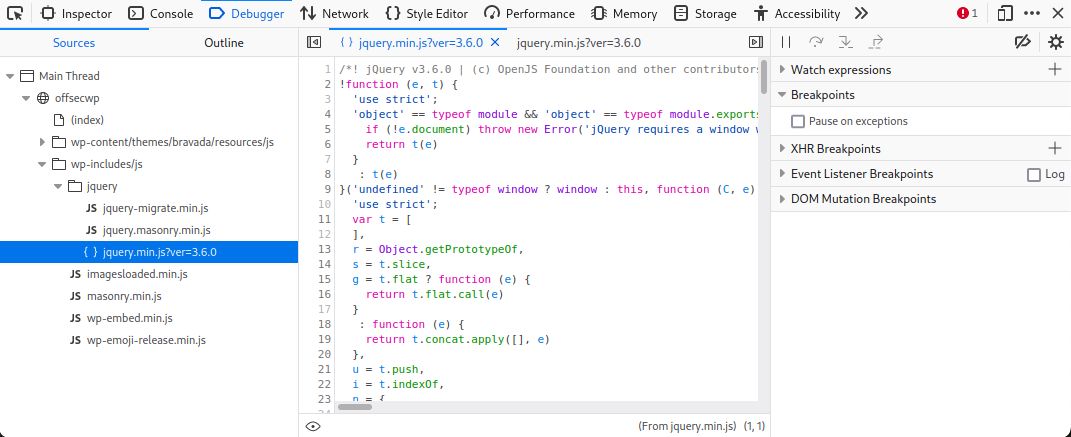 Inspector Console Debugger Network Style Editor Performance Memory Storage Accessibility 1
Sources Outline
Main Thread
offsecwp
(index)
wp-content/themes/bravada/resources/js
wp-includes/js
jquery
JS jquery-migrate.min.js
JS jquery.masonry.min.js
{ } jquery.min.js?ver=3.6.0
JS imagesloaded.min.js
JS masonry.min.js
JS wp-embed.min.js
JS wp-emoji-release.min.js
{ } jquery.min.js?ver=3.6.0 jquery.min.js?ver=3.6.0
1 /*! jQuery v3.6.0 | (c) OpenJS Foundation and other contributors
2 !function (e, t) {
3 'use strict';
4 'object' == typeof module && 'object' == typeof module.exports
5 if (!e.document) throw new Error('jQuery requires a window w
6 return t(e)
7 }
8 : t(e)
9 }('undefined' != typeof window ? window : this, function (C, e)
10 'use strict';
11 var t = [
12 ],
13 r = Object.getPrototypeOf,
14 s = t.slice,
15 g = t.flat ? function (e) {
16 return t.flat.call(e)
17 }
18 : function (e) {
19 return t.concat.apply([], e)
20 },
21 u = t.push,
22 i = t.indexOf,
23 n = {
(From jquery.min.js) (1, 1)
Watch expressions
Breakpoints
Pause on exceptions
XHR Breakpoints
Event Listener Breakpoints Log
DOM Mutation Breakpoints